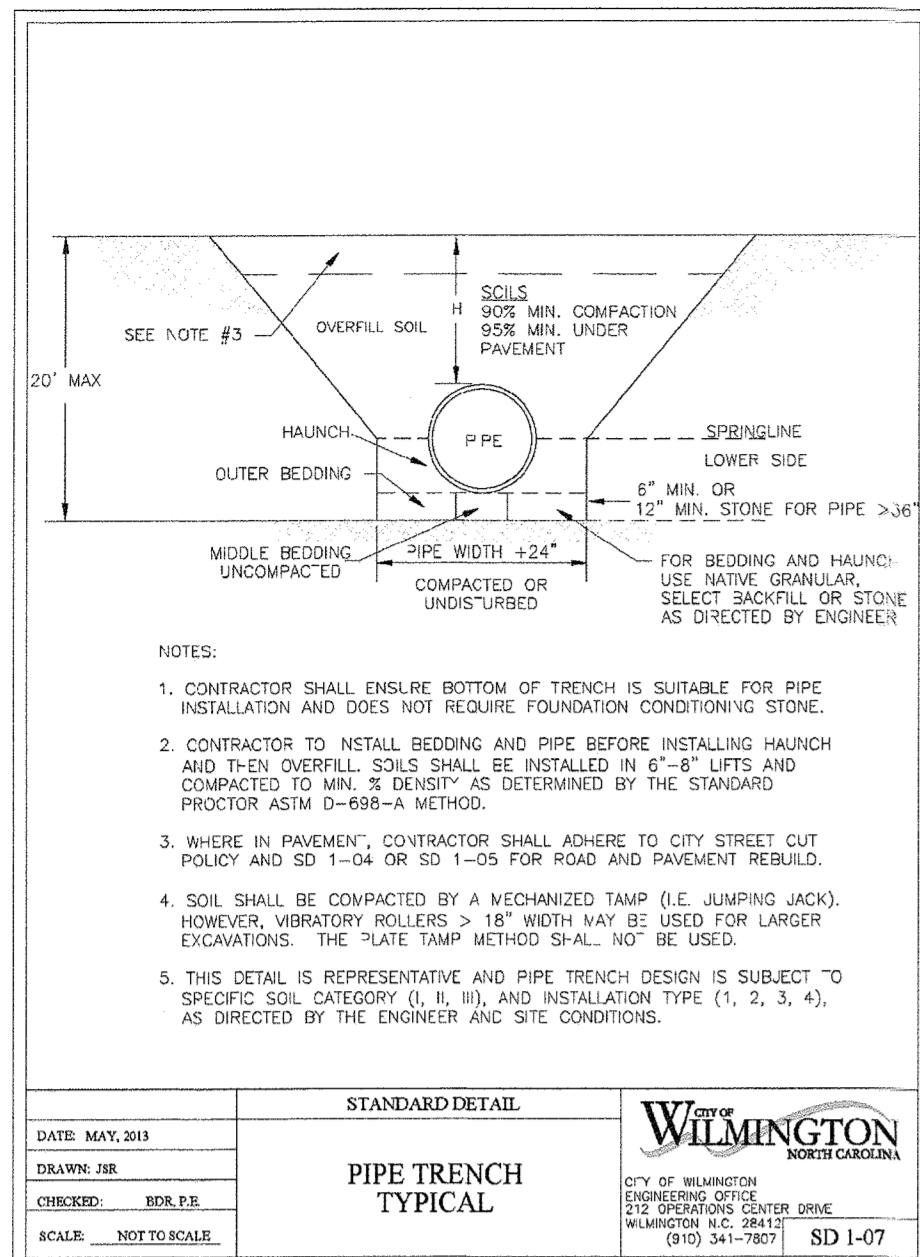 SOILS
90% MIN. COMPACTION
95% MIN. UNDER
PAVEMENT
H
OVERFILL SOIL
SEE NOTE #3
20' MAX
HAUNCH
PIPE
SPRINGLINE
LOWER SIDE
OUTER BEDDING
6" MIN. OR
12" MIN. STONE FOR PIPE >36"
MIDDLE BEDDING
UNCOMPACTED
PIPE WIDTH +24"
COMPACTED OR
UNDISTURBED
FOR BEDDING AND HAUNCH
USE NATIVE GRANULAR,
SELECT BACKFILL OR STONE
AS DIRECTED BY ENGINEER
NOTES:
1. CONTRACTOR SHALL ENSURE BOTTOM OF TRENCH IS SUITABLE FOR PIPE
INSTALLATION AND DOES NOT REQUIRE FOUNDATION CONDITIONING STONE.
2. CONTRACTOR TO INSTALL BEDDING AND PIPE BEFORE INSTALLING HAUNCH
AND THEN OVERFILL. SOILS SHALL BE INSTALLED IN 6"-8" LIFTS AND
COMPACTED TO MIN. % DENSITY AS DETERMINED BY THE STANDARD
PROCTOR ASTM D-698-A METHOD.
3. WHERE IN PAVEMENT, CONTRACTOR SHALL ADHERE TO CITY STREET CUT
POLICY AND SD 1-04 OR SD 1-05 FOR ROAD AND PAVEMENT REBUILD.
4. SOIL SHALL BE COMPACTED BY A MECHANIZED TAMP (I.E. JUMPING JACK).
HOWEVER, VIBRATORY ROLLERS > 18" WIDTH MAY BE USED FOR LARGER
EXCAVATIONS. THE PLATE TAMP METHOD SHALL NOT BE USED.
5. THIS DETAIL IS REPRESENTATIVE AND PIPE TRENCH DESIGN IS SUBJECT TO
SPECIFIC SOIL CATEGORY (I, II, III), AND INSTALLATION TYPE (1, 2, 3, 4),
AS DIRECTED BY THE ENGINEER AND SITE CONDITIONS.
DATE: MAY, 2013
DRAWN: JSR
CHECKED: BDR, P.E.
SCALE: NOT TO SCALE
STANDARD DETAIL
PIPE TRENCH
TYPICAL
CITY OF
WILMINGTON
NORTH CAROLINA
CITY OF WILMINGTON
ENGINEERING OFFICE
212 OPERATIONS CENTER DRIVE
WILMINGTON N.C. 28412
(910) 341-7807
SD 1-07